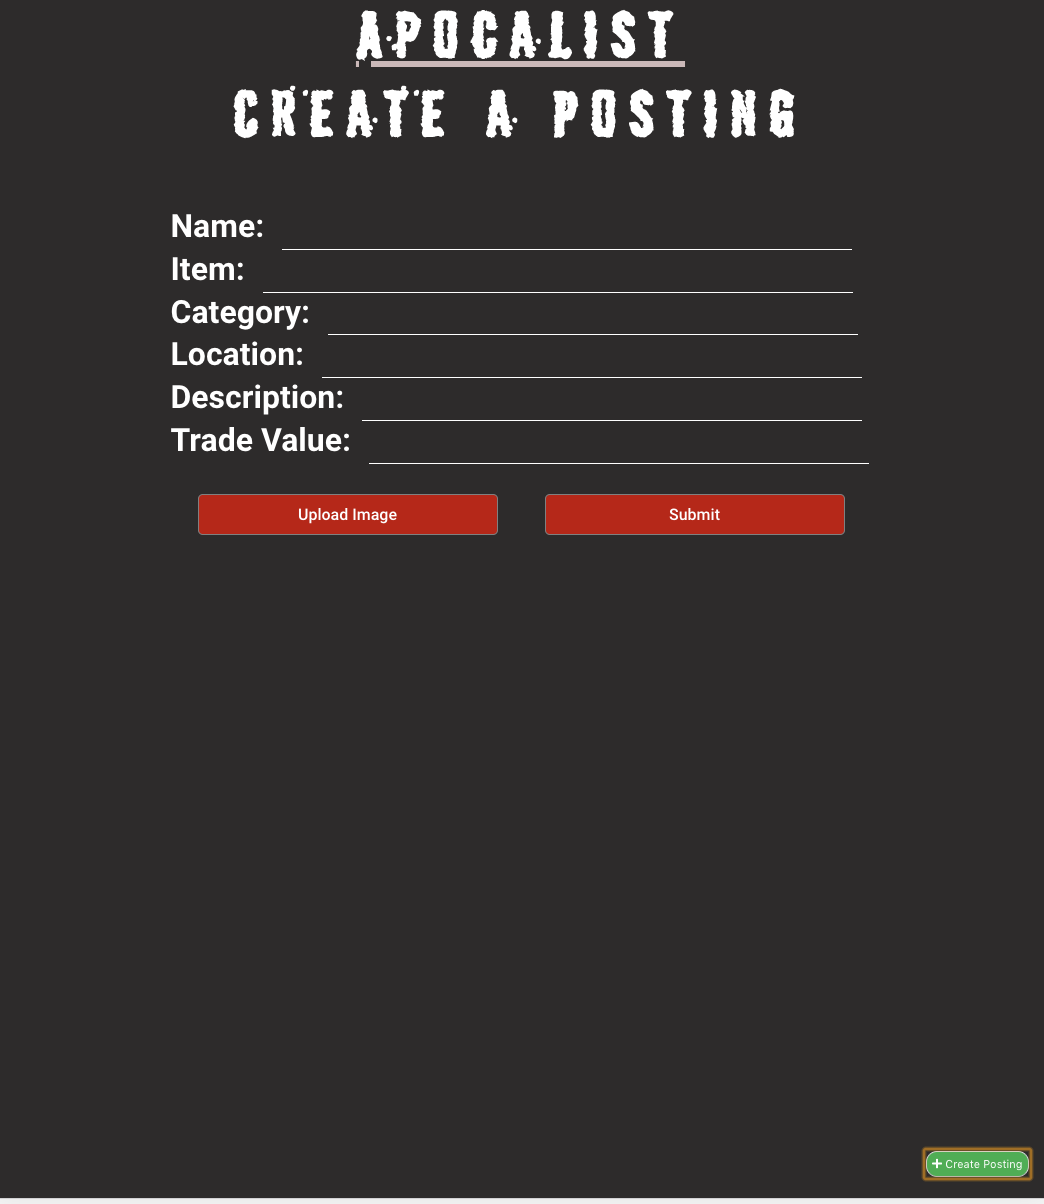 APOCALIST
CREATE A POSTING
Name:
Item:
Category:
Location:
Description:
Trade Value:
Upload Image Submit
+ Create Posting